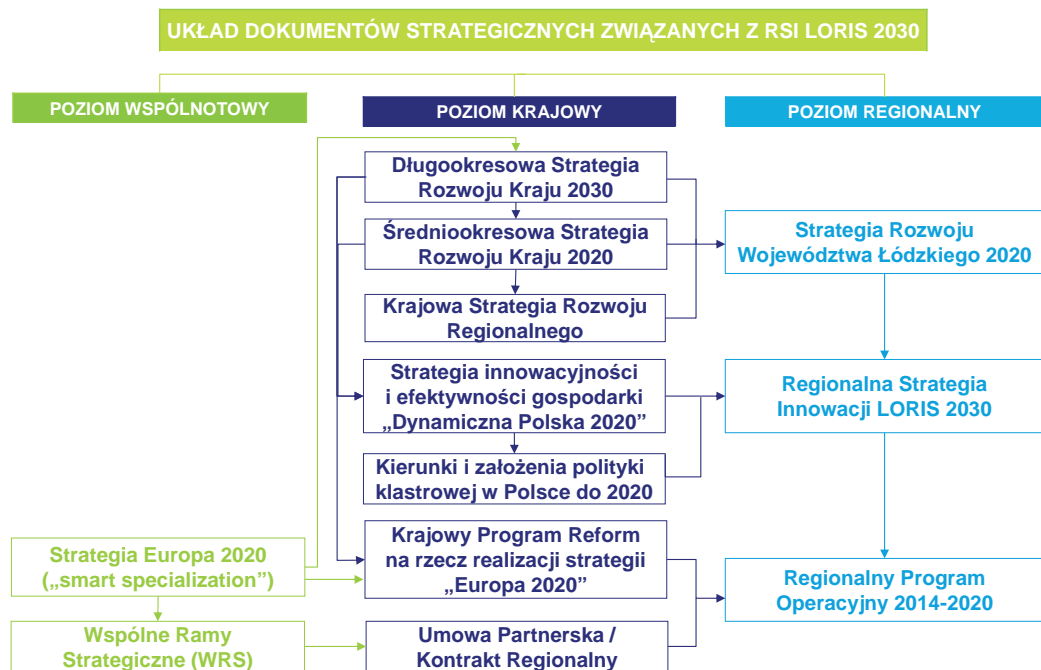 UKŁAD DOKUMENTÓW STRATEGICZNYCH ZWIĄZANYCH Z RSI LORIS 2030
POZIOM WSPÓLNOTOWY
POZIOM KRAJOWY
POZIOM REGIONALNY
Długookresowa Strategia
Rozwoju Kraju 2030
Średniookresowa Strategia
Rozwoju Kraju 2020
Strategia Rozwoju
Województwa Łódzkiego 2020
Krajowa Strategia Rozwoju
Regionalnego
Strategia innowacyjności
i efektywności gospodarki
„Dynamiczna Polska 2020”
Regionalna Strategia
Innowacji LORIS 2030
Kierunki i założenia polityki
klastrowej w Polsce do 2020
Strategia Europa 2020
(„smart specialization”)
Krajowy Program Reform
na rzecz realizacji strategii
„Europa 2020”
Regionalny Program
Operacyjny 2014-2020
Wspólne Ramy
Strategiczne (WRS)
Umowa Partnerska /
Kontrakt Regionalny